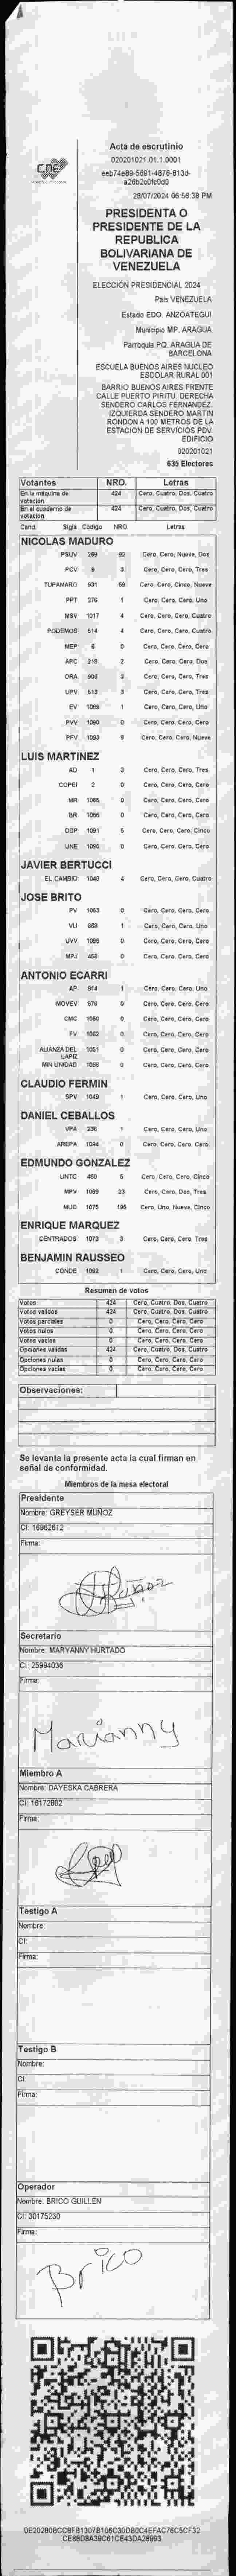 Acta de escrutinio
020201021.01.1.0001
28/07/2024 06:56:38 PM
PRESIDENTA O
PRESIDENTE DE LA
REPUBLICA
BOLIVARIANA DE
VENEZUELA
ELECCIÓN PRESIDENCIAL 2024
País VENEZUELA
Estado EDO. ANZOATEGUI
Municipio MP. ARAGUA
Parroquia PQ. ARAGUA DE
BARCELONA
ESCUELA BUENOS AIRES NUCLEO
ESCOLAR RURAL 001
BARRIO BUENOS AIRES FRENTE
CALLE PUERTO PIRITU. DERECHA
SENDERO CARLOS FERNANDEZ.
IZQUIERDA SENDERO MARTIN
RONDON A 100 METROS DE LA
ESTACIÓN DE SERVICIOS PDV.
EDIFICIO
020201021
635 Electores
Votantes NRO. Letras
En la máquina de votación 424 Cero, Cuatro, Dos, Cuatro
En el cuaderno de votación 424 Cero, Cuatro, Dos, Cuatro
Cand. Sigla Código NRO. Letras
NICOLAS MADURO
PSUV 269 92 Cero, Cero, Nueve, Dos
PCV 3 Cero, Cero, Cero, Tres
TUPAMARO 931 59 Cero, Cero, Cinco, Nueve
PPT 276 1 Cero, Cero, Cero, Uno
MSV 1017 4 Cero, Cero, Cero, Cuatro
PODEMOS 514 4 Cero, Cero, Cero, Cuatro
MEP 6 0 Cero, Cero, Cero, Cero
APC 219 2 Cero, Cero, Cero, Dos
ORA 906 3 Cero, Cero, Cero, Tres
UPV 513 3 Cero, Cero, Cero, Tres
EV 1089 1 Cero, Cero, Cero, Uno
PVV 1090 0 Cero, Cero, Cero, Cero
PFV 1093 9 Cero, Cero, Cero, Nueve
LUIS MARTINEZ
AD 1 3 Cero, Cero, Cero, Tres
COPEI 2 0 Cero, Cero, Cero, Cero
MR 1065 0 Cero, Cero, Cero, Cero
BR 1066 0 Cero, Cero, Cero, Cero
DDP 1091 5 Cero, Cero, Cero, Cinco
UNE 1095 0 Cero, Cero, Cero, Cero
JAVIER BERTUCCI
EL CAMBIO 1048 4 Cero, Cero, Cero, Cuatro
JOSE BRITO
PV 1053 0 Cero, Cero, Cero, Cero
VU 868 1 Cero, Cero, Cero, Uno
UVV 1096 0 Cero, Cero, Cero, Cero
MPJ 458 0 Cero, Cero, Cero, Cero
ANTONIO ECARRI
AP 914 1 Cero, Cero, Cero, Uno
MOVEV 978 0 Cero, Cero, Cero, Cero
CMC 1050 0 Cero, Cero, Cero, Cero
FV 1062 0 Cero, Cero, Cero, Cero
ALIANZA DEL LAPIZ 1051 0 Cero, Cero, Cero, Cero
MIN UNIDAD 1088 0 Cero, Cero, Cero, Cero
CLAUDIO FERMIN
SPV 1049 1 Cero, Cero, Cero, Uno
DANIEL CEBALLOS
VPA 236 1 Cero, Cero, Cero, Uno
AREPA 1094 0 Cero, Cero, Cero, Cero
EDMUNDO GONZALEZ
UNTC 460 5 Cero, Cero, Cero, Cinco
MPV 1069 23 Cero, Cero, Dos, Tres
MUD 1075 195 Cero, Uno, Nueve, Cinco
ENRIQUE MARQUEZ
CENTRADOS 1073 3 Cero, Cero, Cero, Tres
BENJAMIN RAUSSEO
CONDE 1082 1 Cero, Cero, Cero, Uno
Resumen de votos
Votos 424 Cero, Cuatro, Dos, Cuatro
Votos validos 424 Cero, Cuatro, Dos, Cuatro
Votos parciales 0 Cero, Cero, Cero, Cero
Votos nulos 0 Cero, Cero, Cero, Cero
Votos vacios 0 Cero, Cero, Cero, Cero
Opciones validas 424 Cero, Cuatro, Dos, Cuatro
Opciones nulas 0 Cero, Cero, Cero, Cero
Opciones vacias 0 Cero, Cero, Cero, Cero
Observaciones:
Se levanta la presente acta la cual firman en
señal de conformidad.
Miembros de la mesa electoral
Presidente
Nombre: GREYSER MUÑOZ
CI: 16962612
Firma:
Secretario
Nombre: MARYANNY HURTADO
CI: 25994036
Firma:
Marianny
Miembro A
Nombre: DAYESKA CABRERA
CI: 16172802
Firma:
Testigo A
Nombre:
CI:
Firma:
Testigo B
Nombre:
CI:
Firma:
Operador
Nombre: BRICO GUILLEN
CI: 30175230
Firma:
Brico